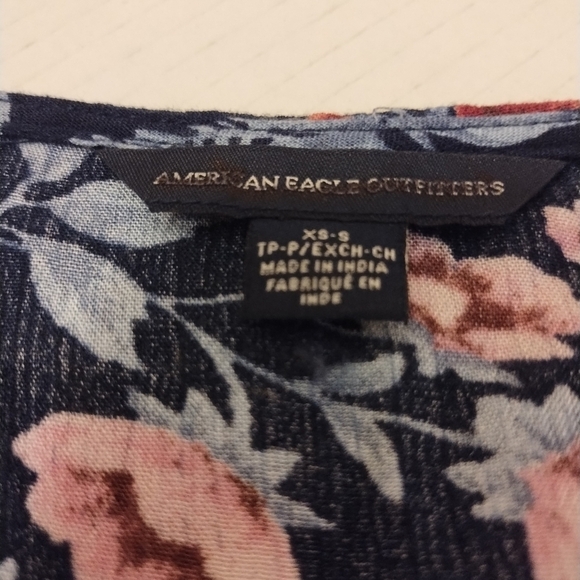 AMERICAN EAGLE OUTFITTERS
XS-S
TP-P/EXCH-CH
MADE IN INDIA
FABRIQUÉ EN
INDE